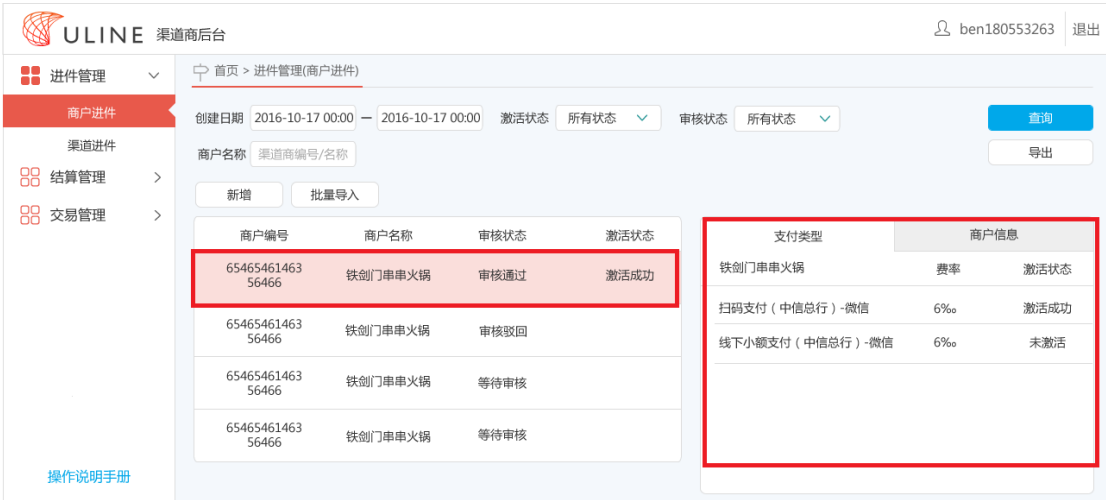 ULINE 渠道商后台
ben180553263 退出
进件管理
首页 > 进件管理(商户进件)
商户进件
渠道进件
结算管理
交易管理
操作说明手册
创建日期 2016-10-17 00:00 — 2016-10-17 00:00 激活状态 所有状态 审核状态 所有状态 查询
商户名称 渠道商编号/名称 导出
新增 批量导入
商户编号 商户名称 审核状态 激活状态
65465461463
56466 铁剑门串串火锅 审核通过 激活成功
65465461463
56466 铁剑门串串火锅 审核驳回
65465461463
56466 铁剑门串串火锅 等待审核
65465461463
56466 铁剑门串串火锅 等待审核
支付类型 商户信息
铁剑门串串火锅 费率 激活状态
扫码支付（中信总行）-微信 6‰ 激活成功
线下小额支付（中信总行）-微信 6‰ 未激活